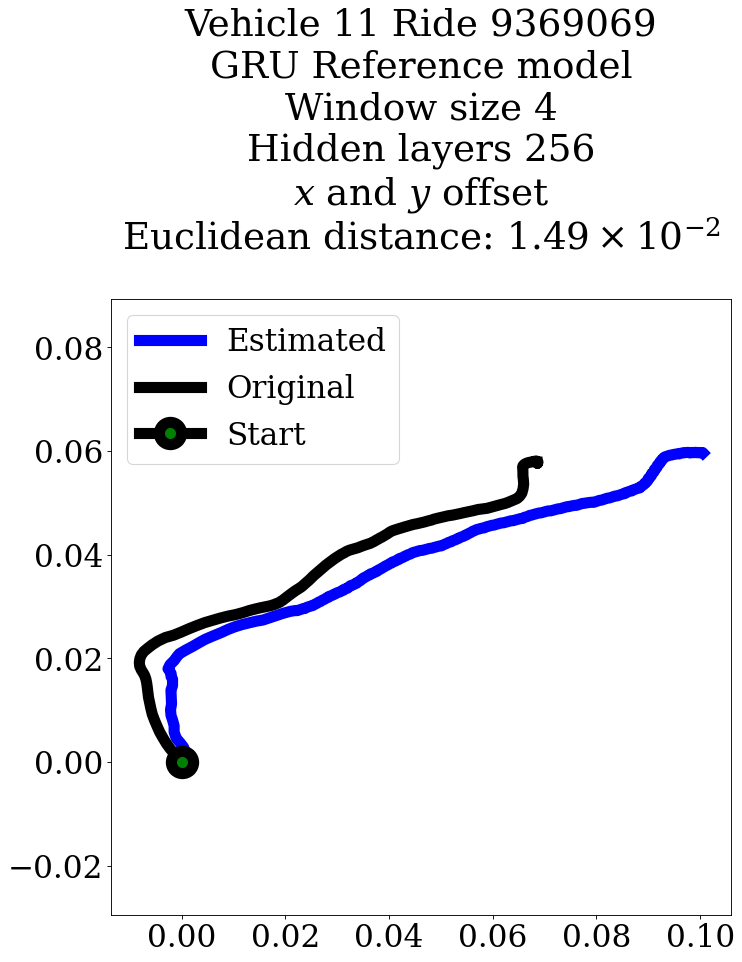 Vehicle 11 Ride 9369069
GRU Reference model
Window size 4
Hidden layers 256
x and y offset
Euclidean distance: 1.49 × 10⁻²
Estimated
Original
Start
0.08
0.06
0.04
0.02
0.00
−0.02
0.00 0.02 0.04 0.06 0.08 0.10